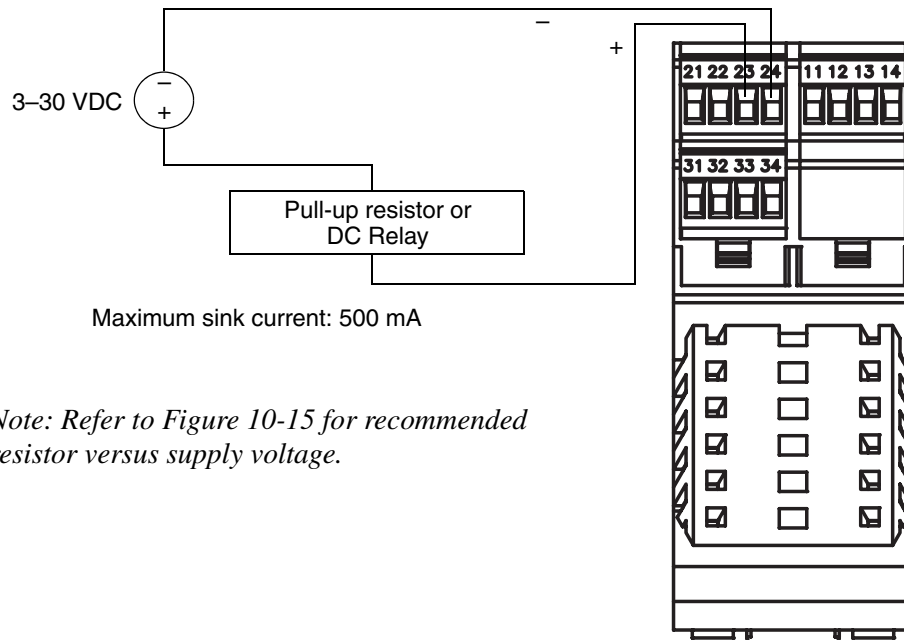 –
+
21 22 23 24 11 12 13 14
3–30 VDC
–
+
31 32 33 34
Pull-up resistor or
DC Relay
Maximum sink current: 500 mA
Note: Refer to Figure 10-15 for recommended
resistor versus supply voltage.